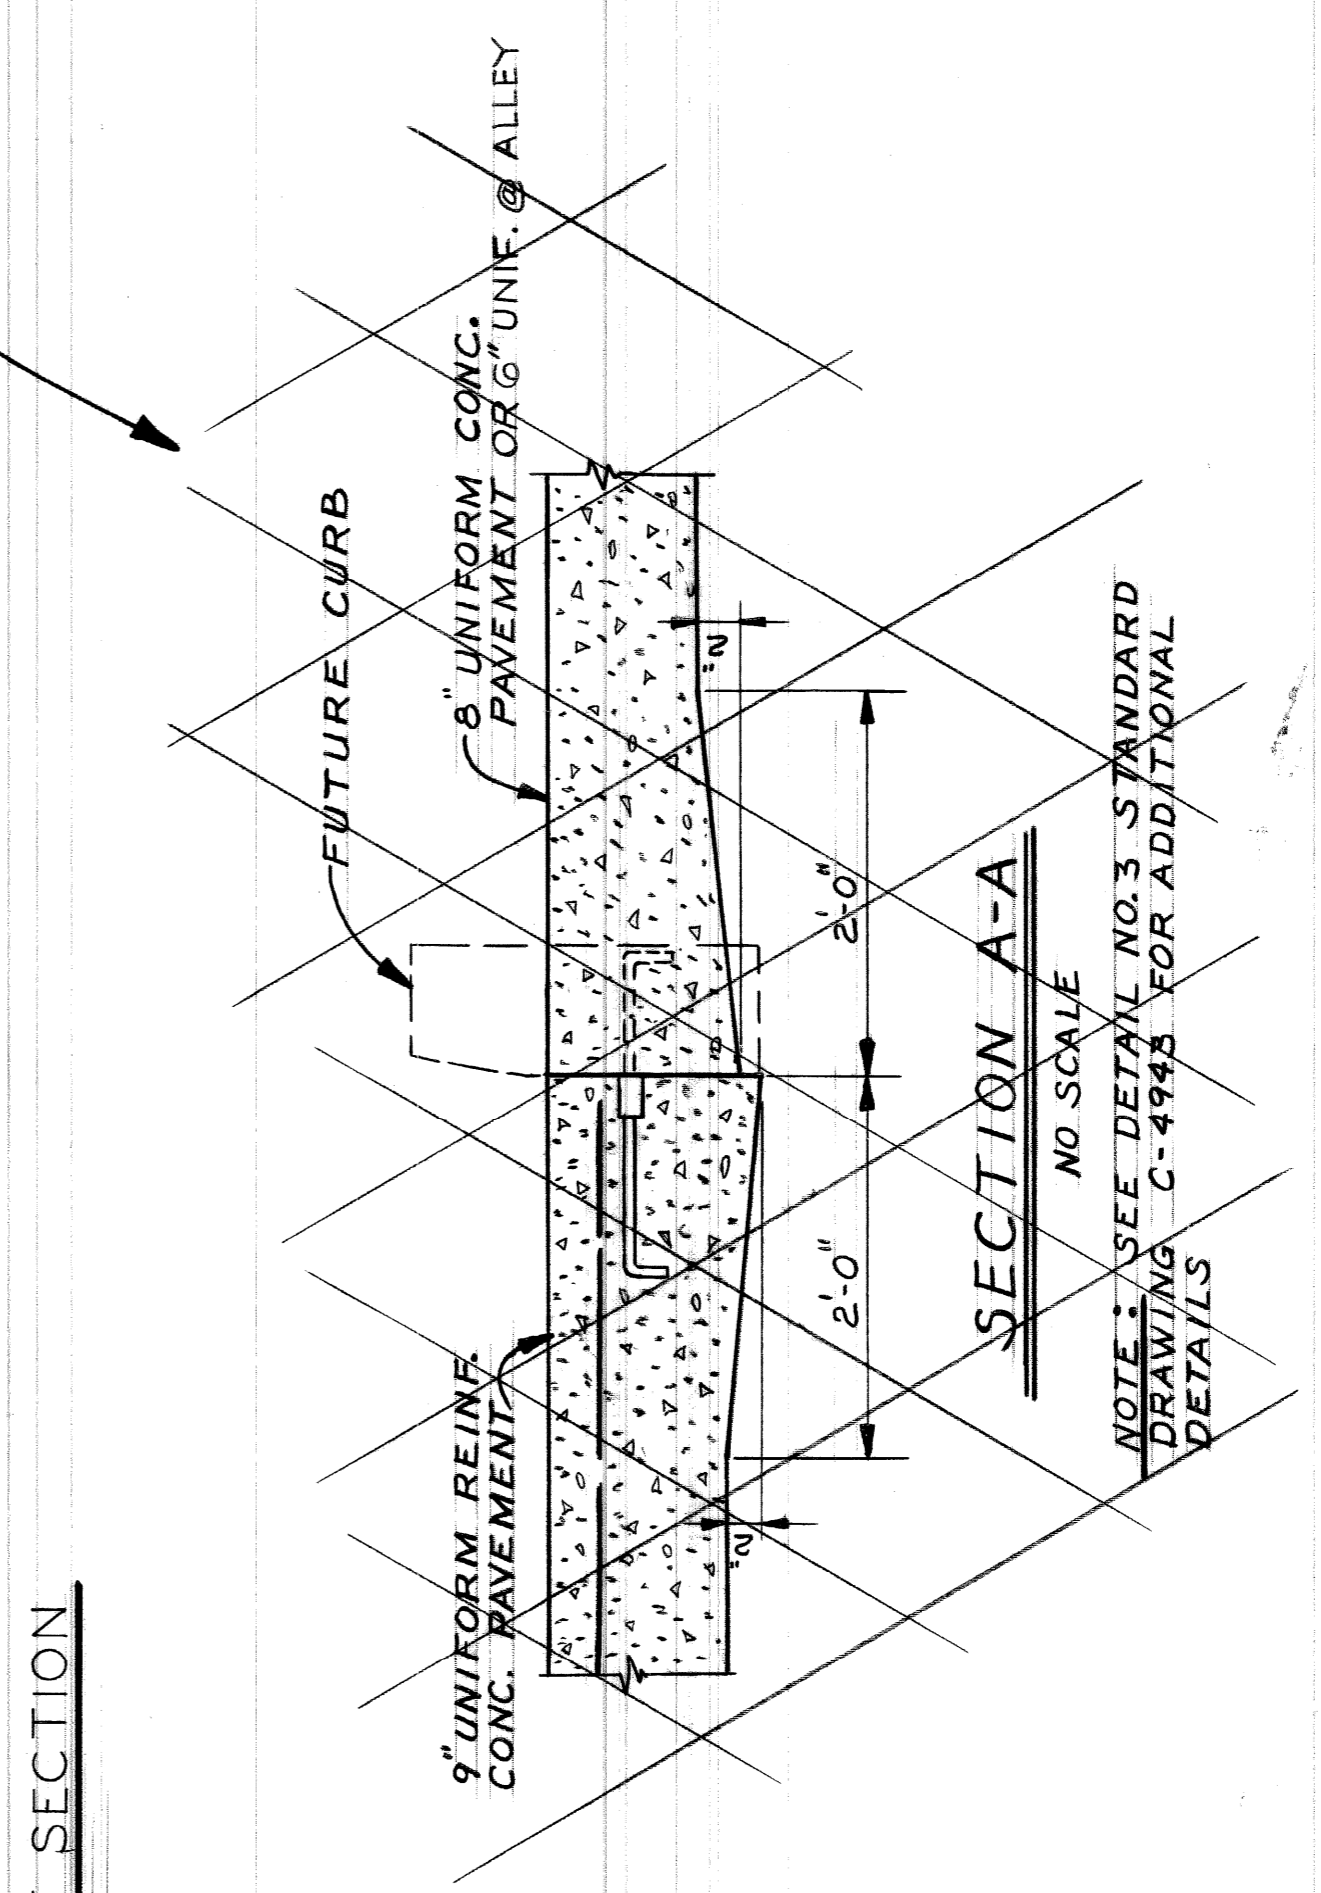 SECTION
FUTURE CURB
9" UNIFORM REINF.
CONC. PAVEMENT
8" UNIFORM CONC.
PAVEMENT OR 6" UNIF. @ ALLEY
2"
2"
2'-0"
2'-0"
SECTION A-A
NO SCALE
NOTE: SEE DETAIL NO. 3 STANDARD
DRAWING C-494B FOR ADDITIONAL
DETAILS